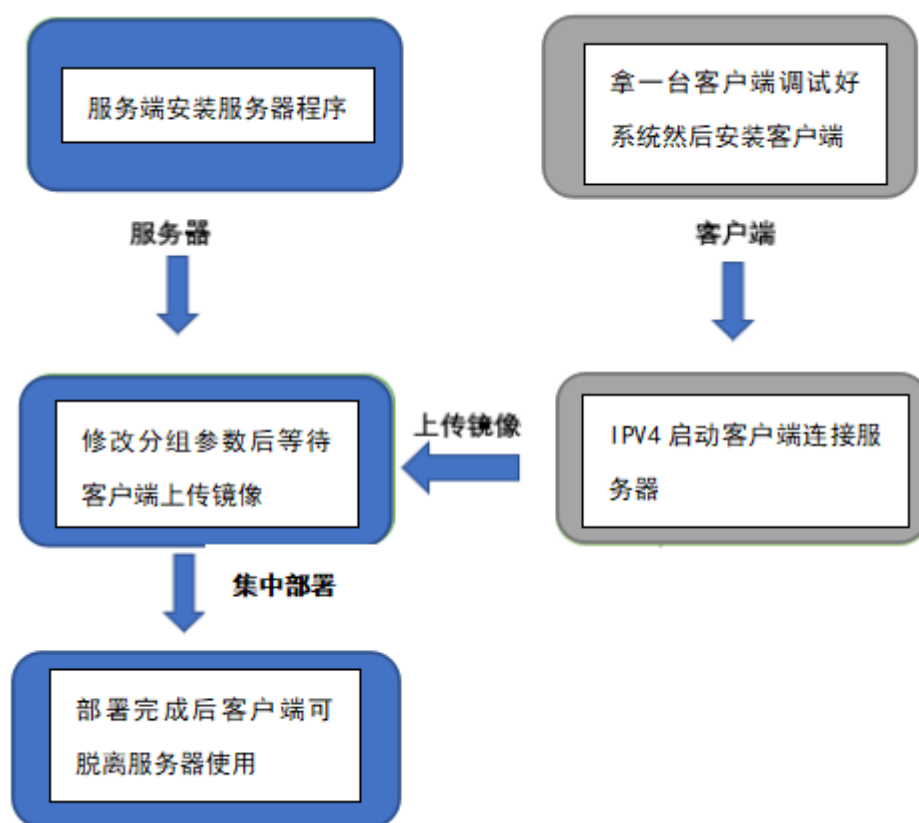 服务端安装服务器程序
拿一台客户端调试好
系统然后安装客户端
服务器
客户端
修改分组参数后等待
客户端上传镜像
上传镜像
IPV4 启动客户端连接服
务器
集中部署
部署完成后客户端可
脱离服务器使用